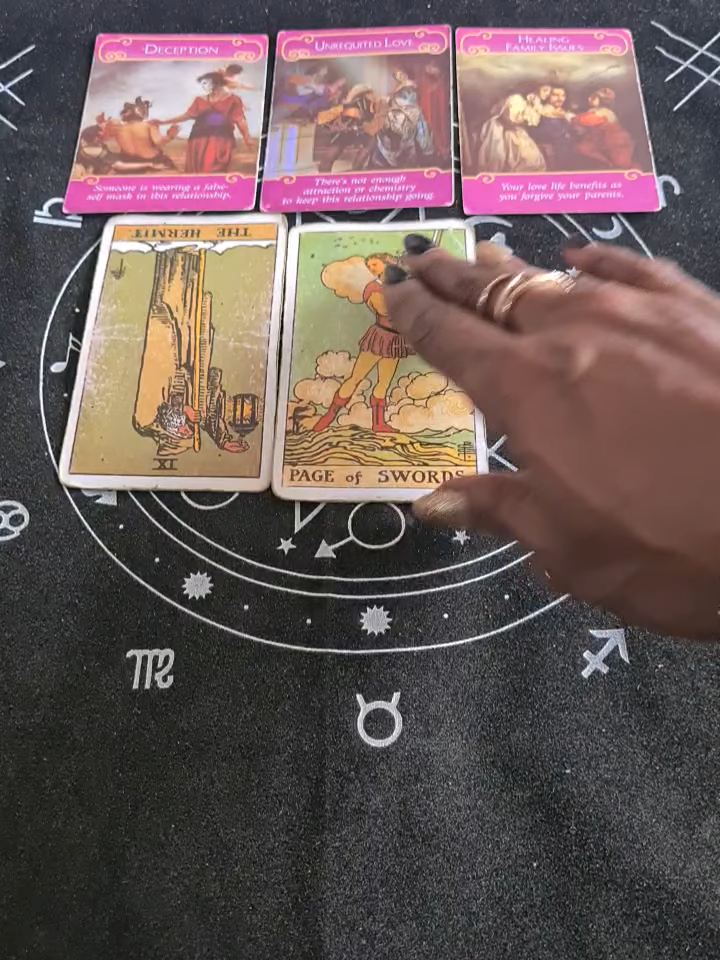 DECEPTION
UNREQUITED LOVE
HEALING
FAMILY ISSUES
Someone is wearing a false-
self mask in this relationship.
There's not enough
attraction or chemistry
to keep this relationship going.
Your love life benefits as
you forgive your parents.
THE HERMIT.
IX
PAGE of SWORDS